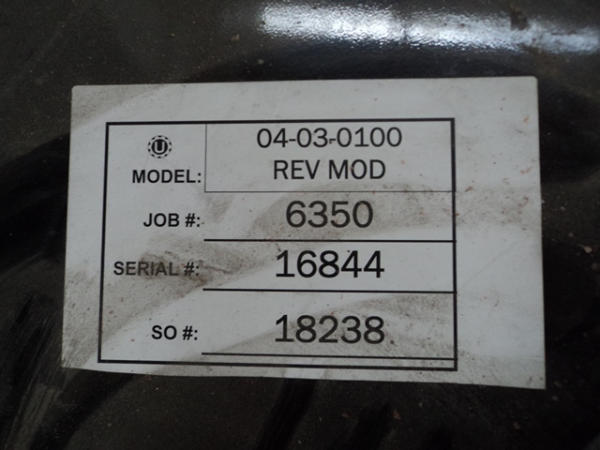 U
04-03-0100
MODEL: REV MOD
JOB #: 6350
SERIAL #: 16844
SO #: 18238